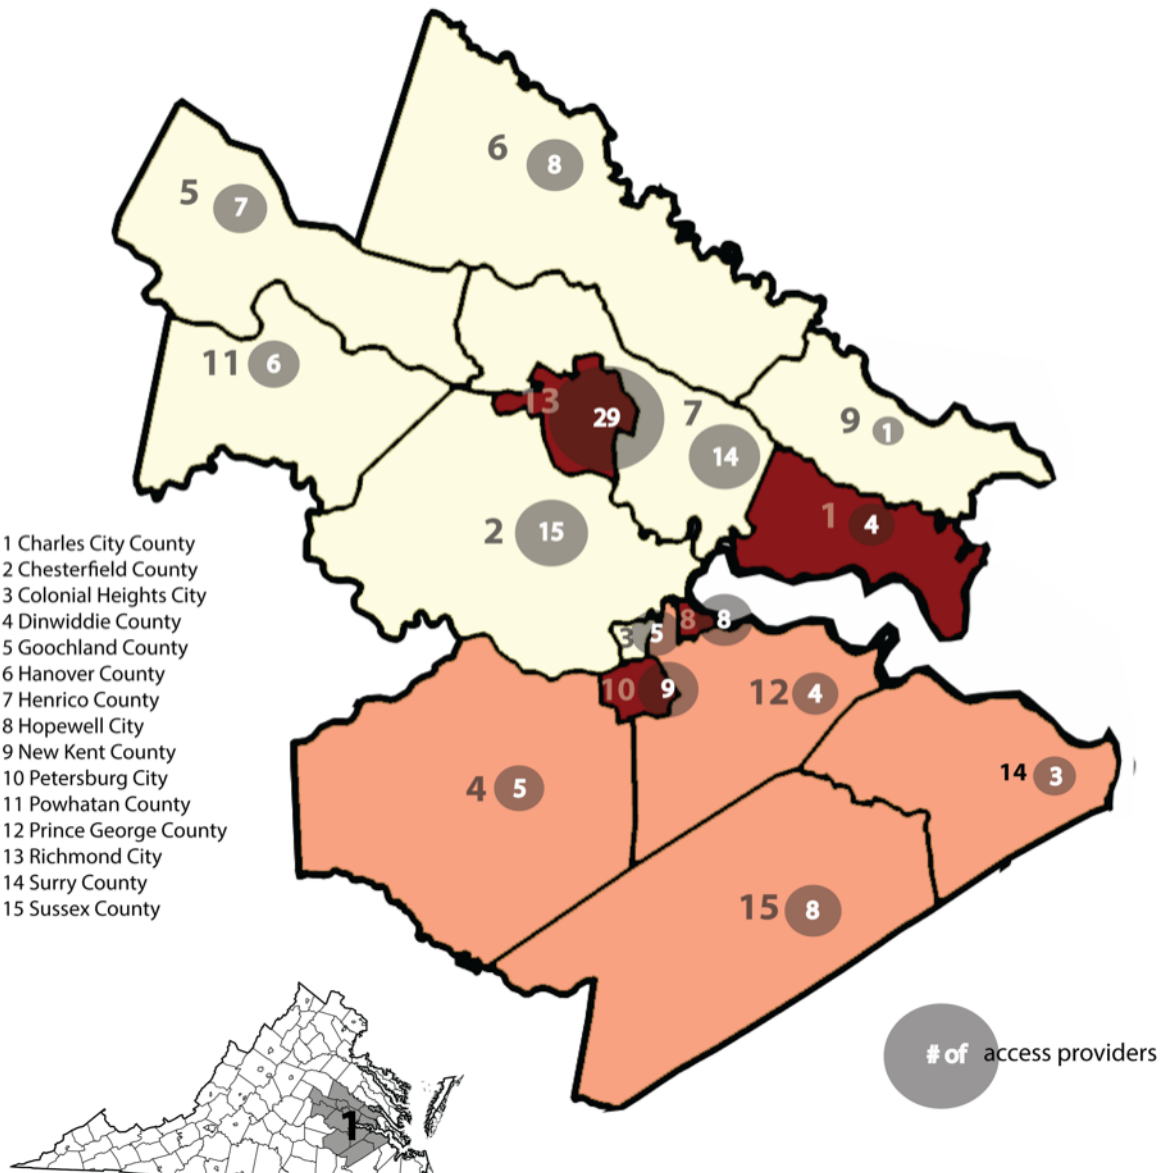 6 8
5 7
11 6
13 29
7 14
9 1
1 4
2 15
3 5
8 8
10 9
12 4
4 5
14 3
15 8
1 Charles City County
2 Chesterfield County
3 Colonial Heights City
4 Dinwiddie County
5 Goochland County
6 Hanover County
7 Henrico County
8 Hopewell City
9 New Kent County
10 Petersburg City
11 Powhatan County
12 Prince George County
13 Richmond City
14 Surry County
15 Sussex County
# of access providers
1